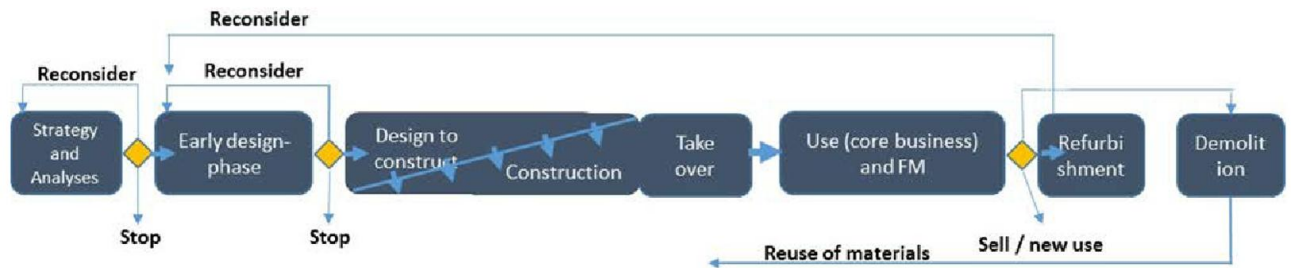 Reconsider
Reconsider
Reconsider
Strategy
and
Analyses
Early design-
phase
Design to
construct
Construction
Take
over
Use (core business)
and FM
Refurbi
shment
Demolit
ion
Stop
Stop
Sell / new use
Reuse of materials